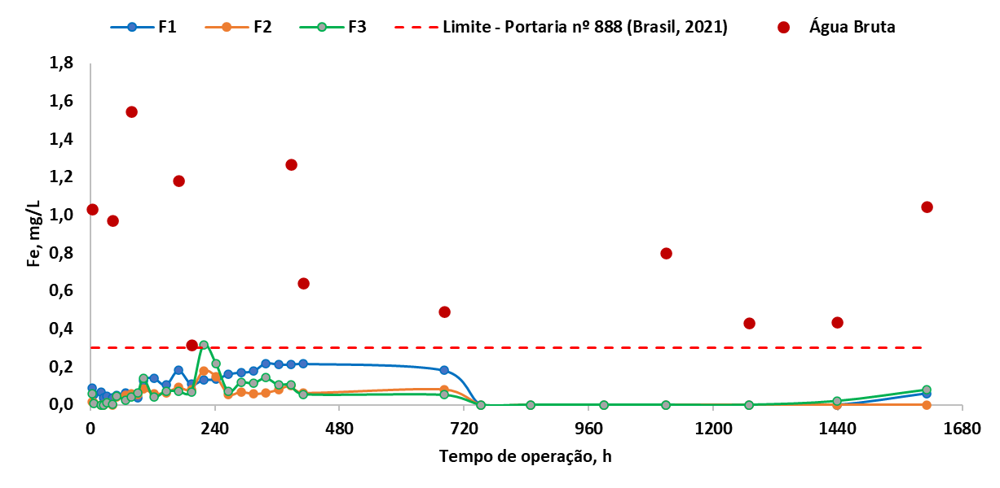 F1 F2 F3 Limite - Portaria nº 888 (Brasil, 2021) Água Bruta
1,8
1,6
1,4
1,2
1,0
0,8
0,6
0,4
0,2
0,0
Fe, mg/L
0 240 480 720 960 1200 1440 1680
Tempo de operação, h